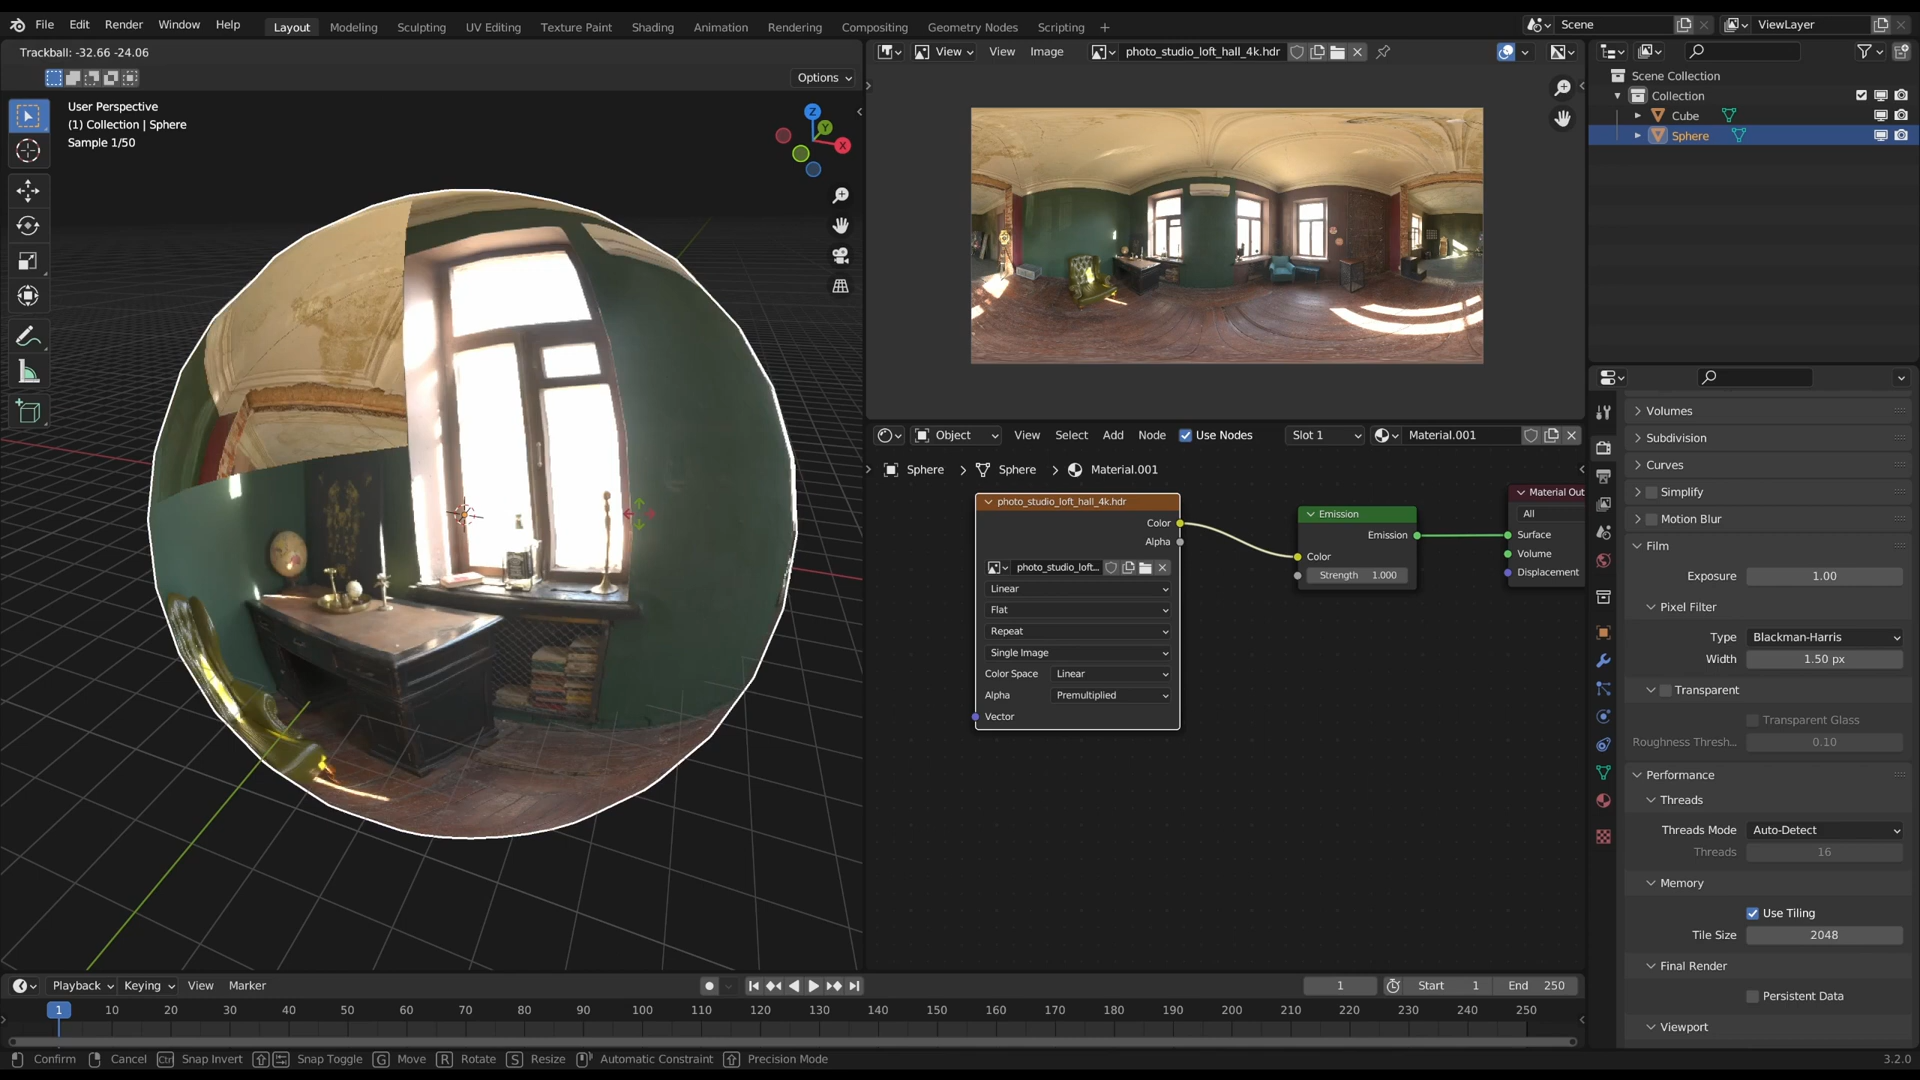 File Edit Render Window Help
Layout Modeling Sculpting UV Editing Texture Paint Shading Animation Rendering Compositing Geometry Nodes Scripting +
Scene
ViewLayer
Trackball: -32.66 -24.06
Options
User Perspective
(1) Collection | Sphere
Sample 1/50
Z
Y
X
View View Image photo_studio_loft_hall_4k.hdr
Scene Collection
Collection
Cube
Sphere
Object View Select Add Node Use Nodes Slot 1 Material.001
Sphere > Sphere > Material.001
photo_studio_loft_hall_4k.hdr
Color
Alpha
photo_studio_loft...
Linear
Flat
Repeat
Single Image
Color Space Linear
Alpha Premultiplied
Vector
Emission
Emission
Color
Strength 1.000
Material Out
All
Surface
Volume
Displacement
Volumes
Subdivision
Curves
Simplify
Motion Blur
Film
Exposure 1.00
Pixel Filter
Type Blackman-Harris
Width 1.50 px
Transparent
Transparent Glass
Roughness Thresh... 0.10
Performance
Threads
Threads Mode Auto-Detect
Threads 16
Memory
Use Tiling
Tile Size 2048
Final Render
Persistent Data
Viewport
Playback Keying View Marker
1 Start 1 End 250
1 10 20 30 40 50 60 70 80 90 100 110 120 130 140 150 160 170 180 190 200 210 220 230 240 250
Confirm Cancel Ctrl Snap Invert Snap Toggle G Move R Rotate S Resize Automatic Constraint Precision Mode
3.2.0